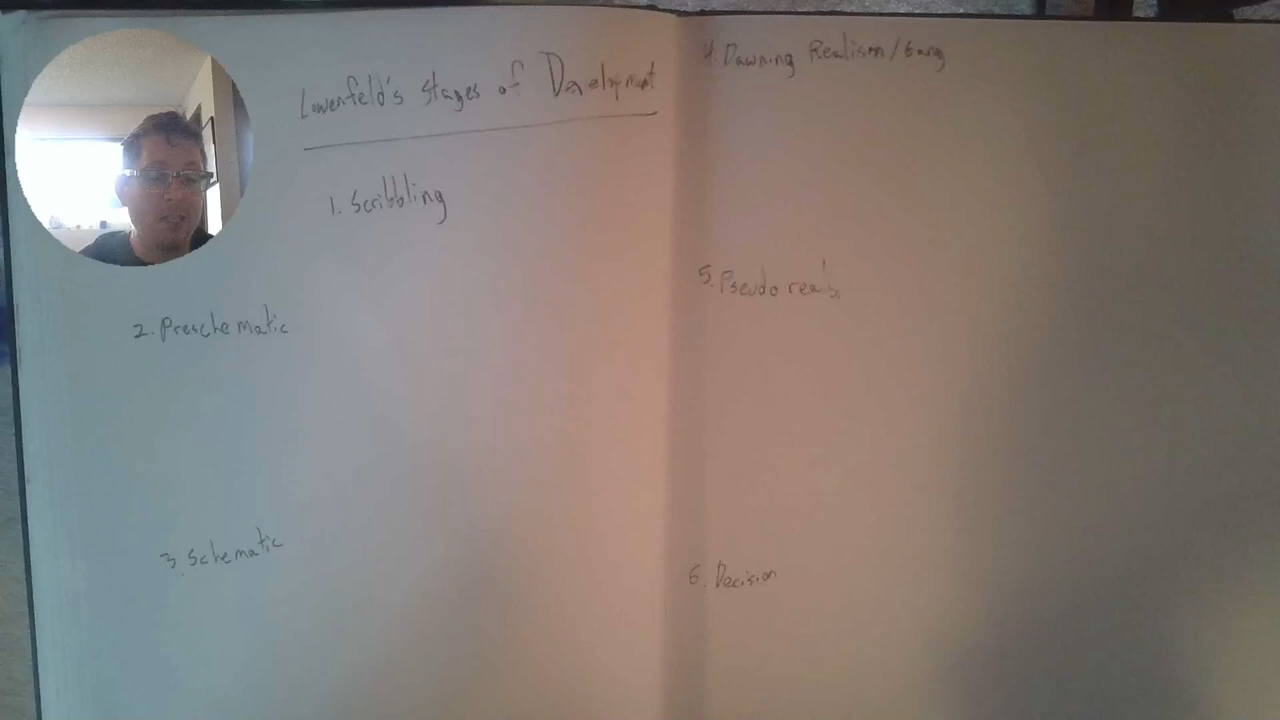 Lowenfeld's Stages of Development
1. Scribbling
2. Preschematic
3. Schematic
4. Dawning Realism/Gang
5. Pseudo realis
6. Decision